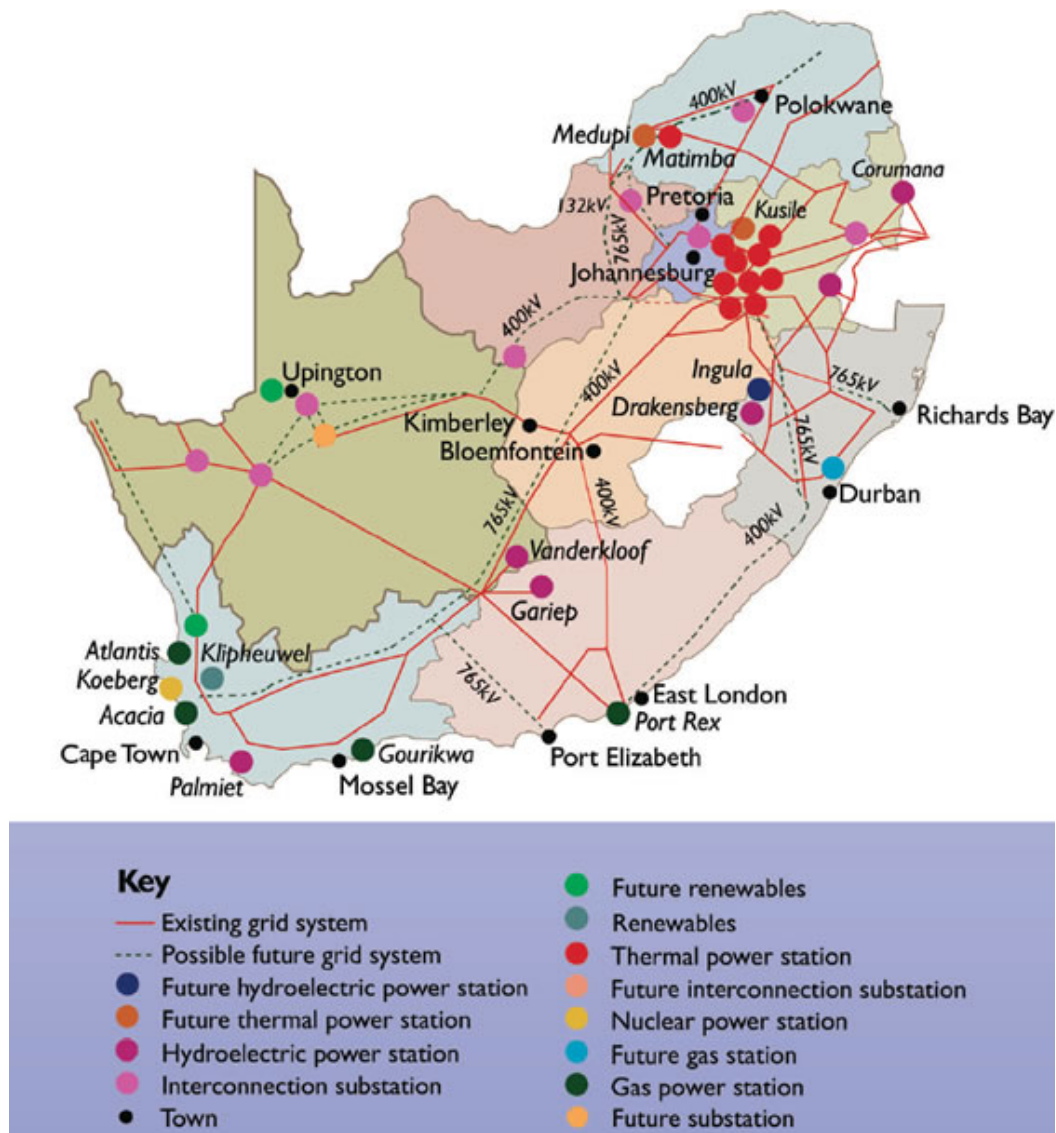 400kV
Polokwane
Medupi
Matimba
Corumana
Pretoria
132kV
Kusile
765kV
Johannesburg
400kV
Upington
400kV
Ingula
765kV
Kimberley
Drakensberg
Richards Bay
Bloemfontein
765kV
765kV
400kV
Durban
400kV
Vanderkloof
Gariep
Atlantis
Klipheuwel
Koeberg
765kV
East London
Acacia
Port Rex
Cape Town
Gourikwa
Port Elizabeth
Palmiet
Mossel Bay
Key
Existing grid system
Possible future grid system
Future hydroelectric power station
Future thermal power station
Hydroelectric power station
Interconnection substation
Town
Future renewables
Renewables
Thermal power station
Future interconnection substation
Nuclear power station
Future gas station
Gas power station
Future substation